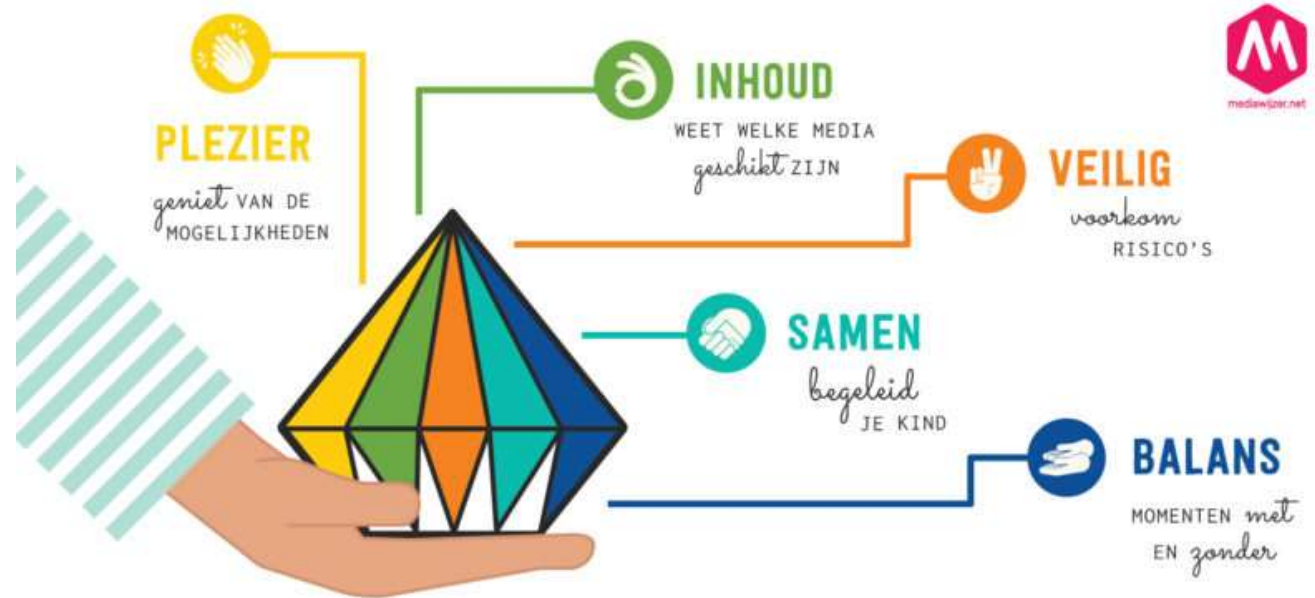 PLEZIER
geniet VAN DE
MOGELIJKHEDEN
INHOUD
WEET WELKE MEDIA
geschikt ZIJN
mediawijzer.net
VEILIG
voorkom
RISICO'S
SAMEN
begeleid
JE KIND
BALANS
MOMENTEN met
EN zonder